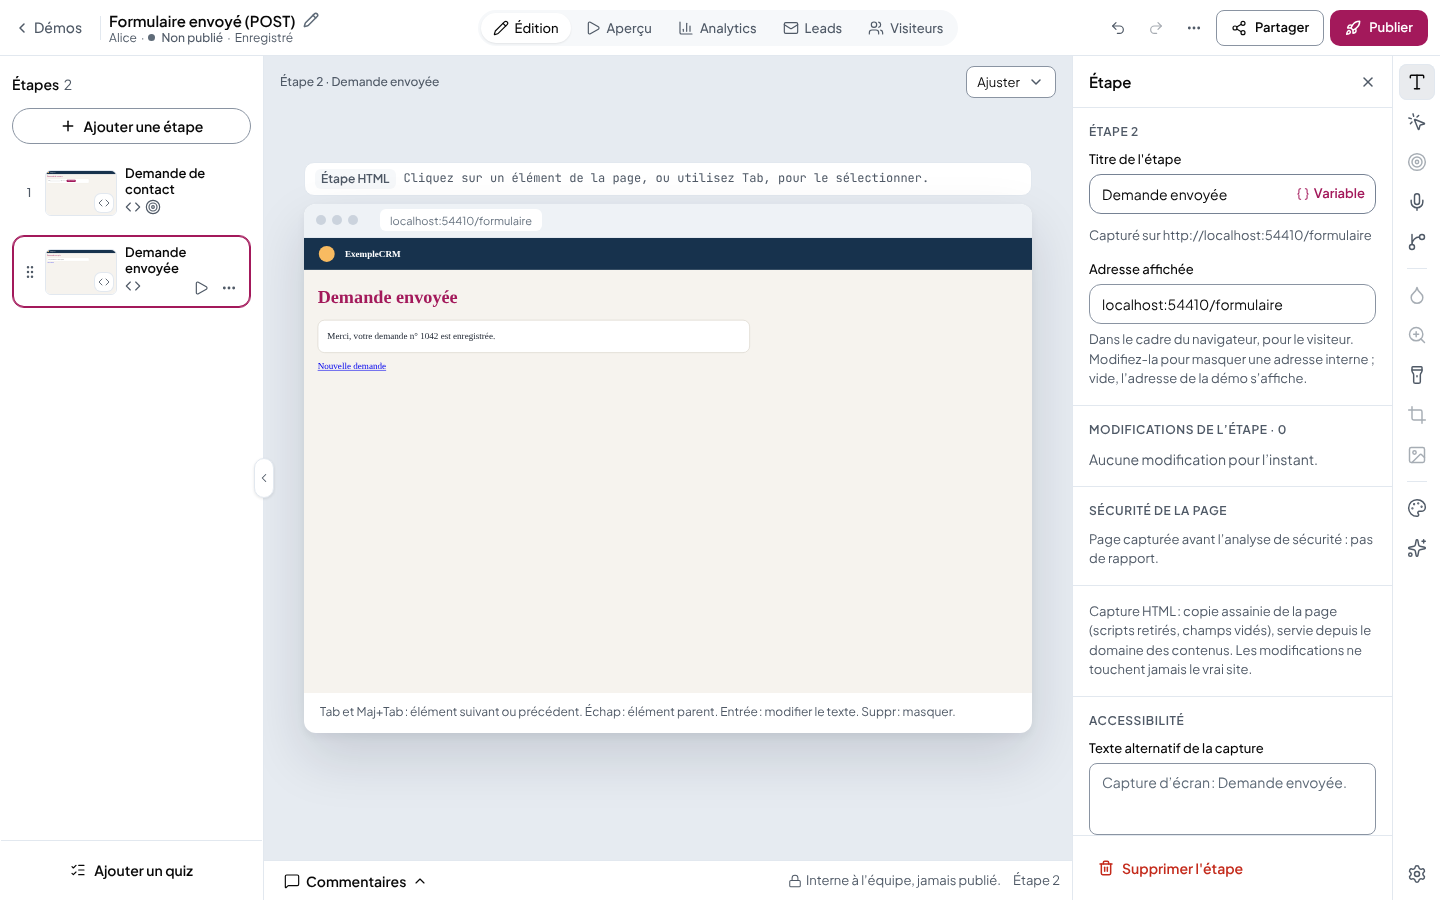 Démos
Formulaire envoyé (POST)
Alice · Non publié · Enregistré
Édition
Aperçu
Analytics
Leads
Visiteurs
Partager
Publier
Étapes 2
Ajouter une étape
1
Demande de
contact
Demande
envoyée
Ajouter un quiz
Étape 2 · Demande envoyée
Ajuster
Étape HTML
Cliquez sur un élément de la page, ou utilisez Tab, pour le sélectionner.
localhost:54410/formulaire
ExempleCRM
Demande envoyée
Merci, votre demande n° 1042 est enregistrée.
Nouvelle demande
Tab et Maj+Tab : élément suivant ou précédent. Échap : élément parent. Entrée : modifier le texte. Suppr : masquer.
Commentaires
Interne à l'équipe, jamais publié.
Étape 2
Étape
ÉTAPE 2
Titre de l'étape
Demande envoyée
{ } Variable
Capturé sur http://localhost:54410/formulaire
Adresse affichée
localhost:54410/formulaire
Dans le cadre du navigateur, pour le visiteur.
Modifiez-la pour masquer une adresse interne ;
vide, l'adresse de la démo s'affiche.
MODIFICATIONS DE L'ÉTAPE · 0
Aucune modification pour l'instant.
SÉCURITÉ DE LA PAGE
Page capturée avant l'analyse de sécurité : pas
de rapport.
Capture HTML : copie assainie de la page
(scripts retirés, champs vidés), servie depuis le
domaine des contenus. Les modifications ne
touchent jamais le vrai site.
ACCESSIBILITÉ
Texte alternatif de la capture
Capture d'écran : Demande envoyée.
Supprimer l'étape